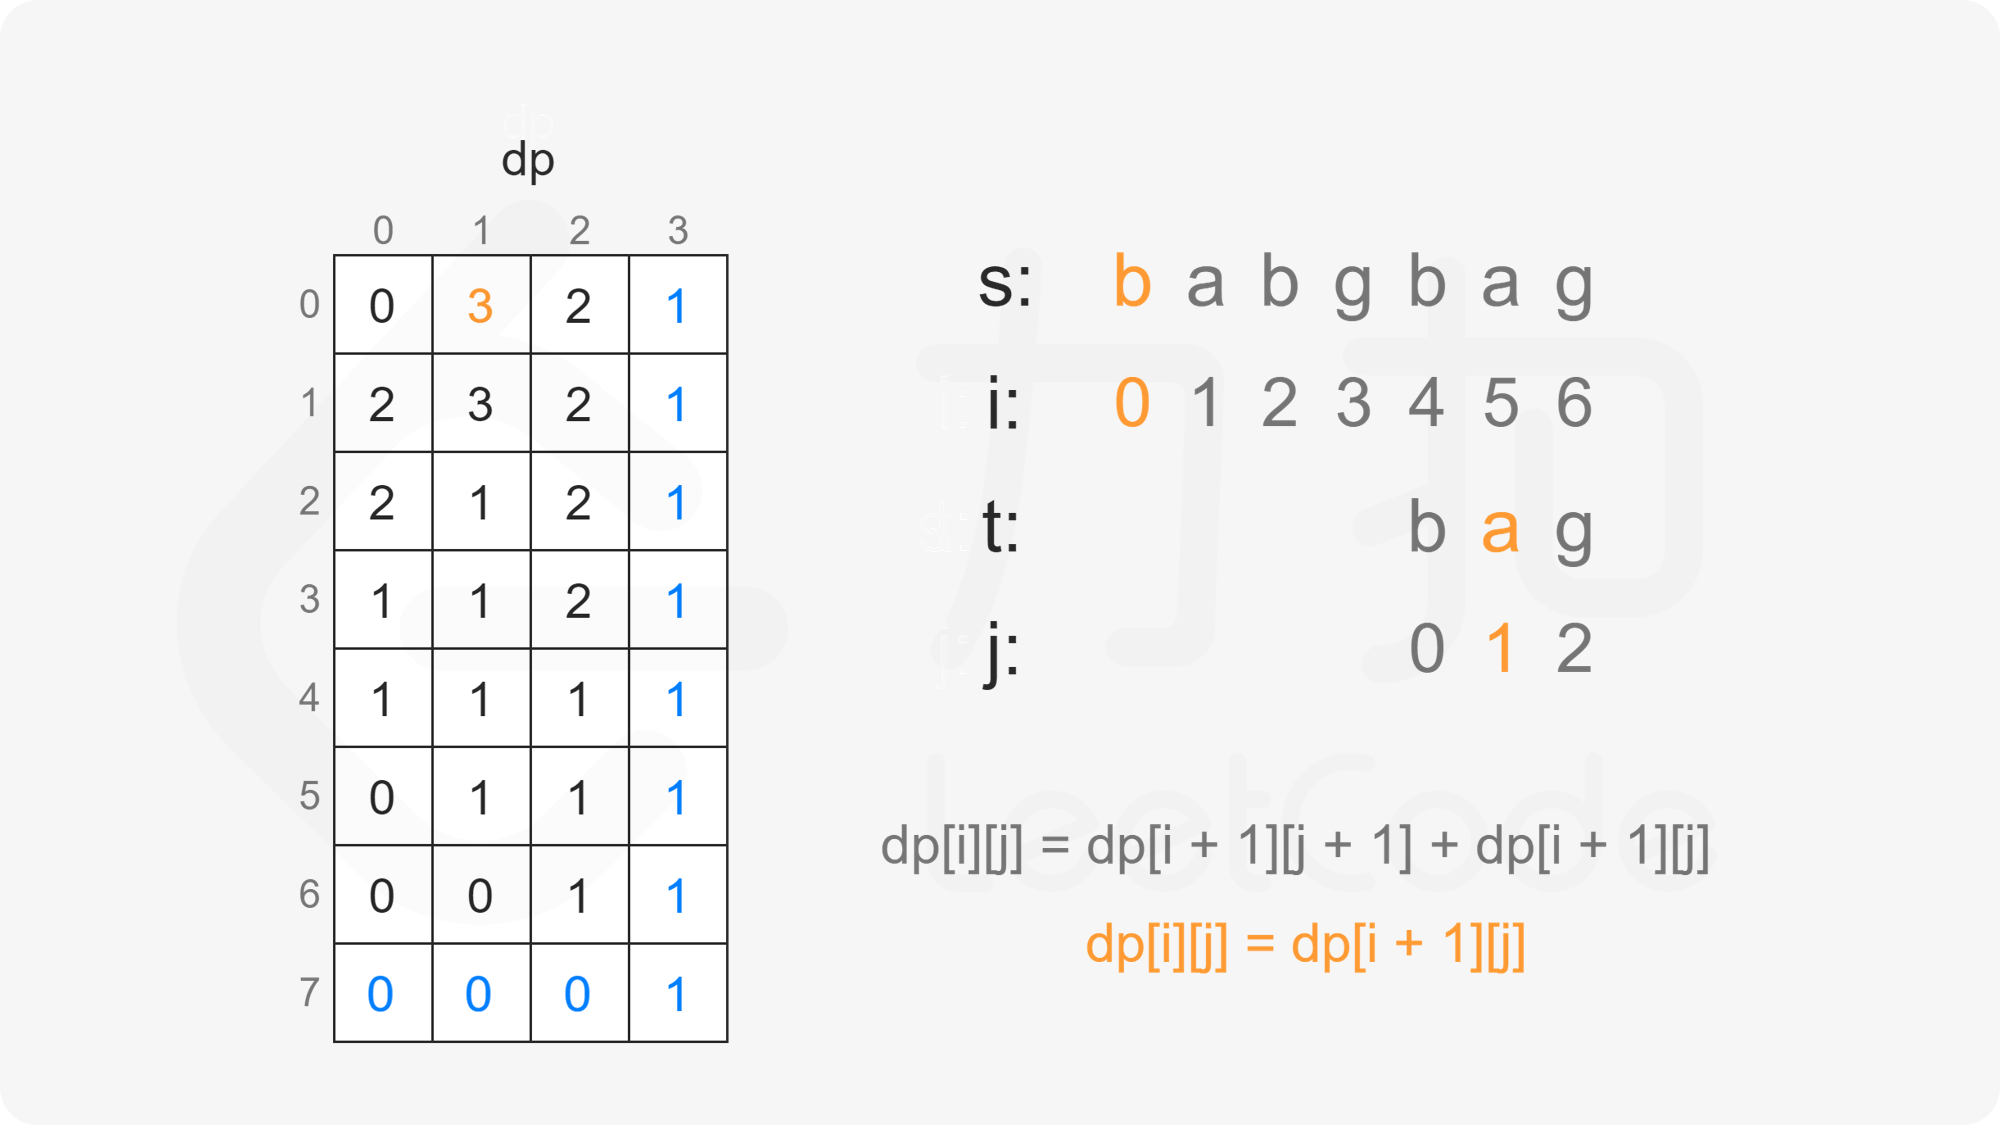 dp
0 1 2 3
0 0 3 2 1
1 2 3 2 1
2 2 1 2 1
3 1 1 2 1
4 1 1 1 1
5 0 1 1 1
6 0 0 1 1
7 0 0 0 1
s: b a b g b a g
i: 0 1 2 3 4 5 6
t: b a g
j: 0 1 2
dp[i][j] = dp[i + 1][j + 1] + dp[i + 1][j]
dp[i][j] = dp[i + 1][j]
力扣
LeetCode